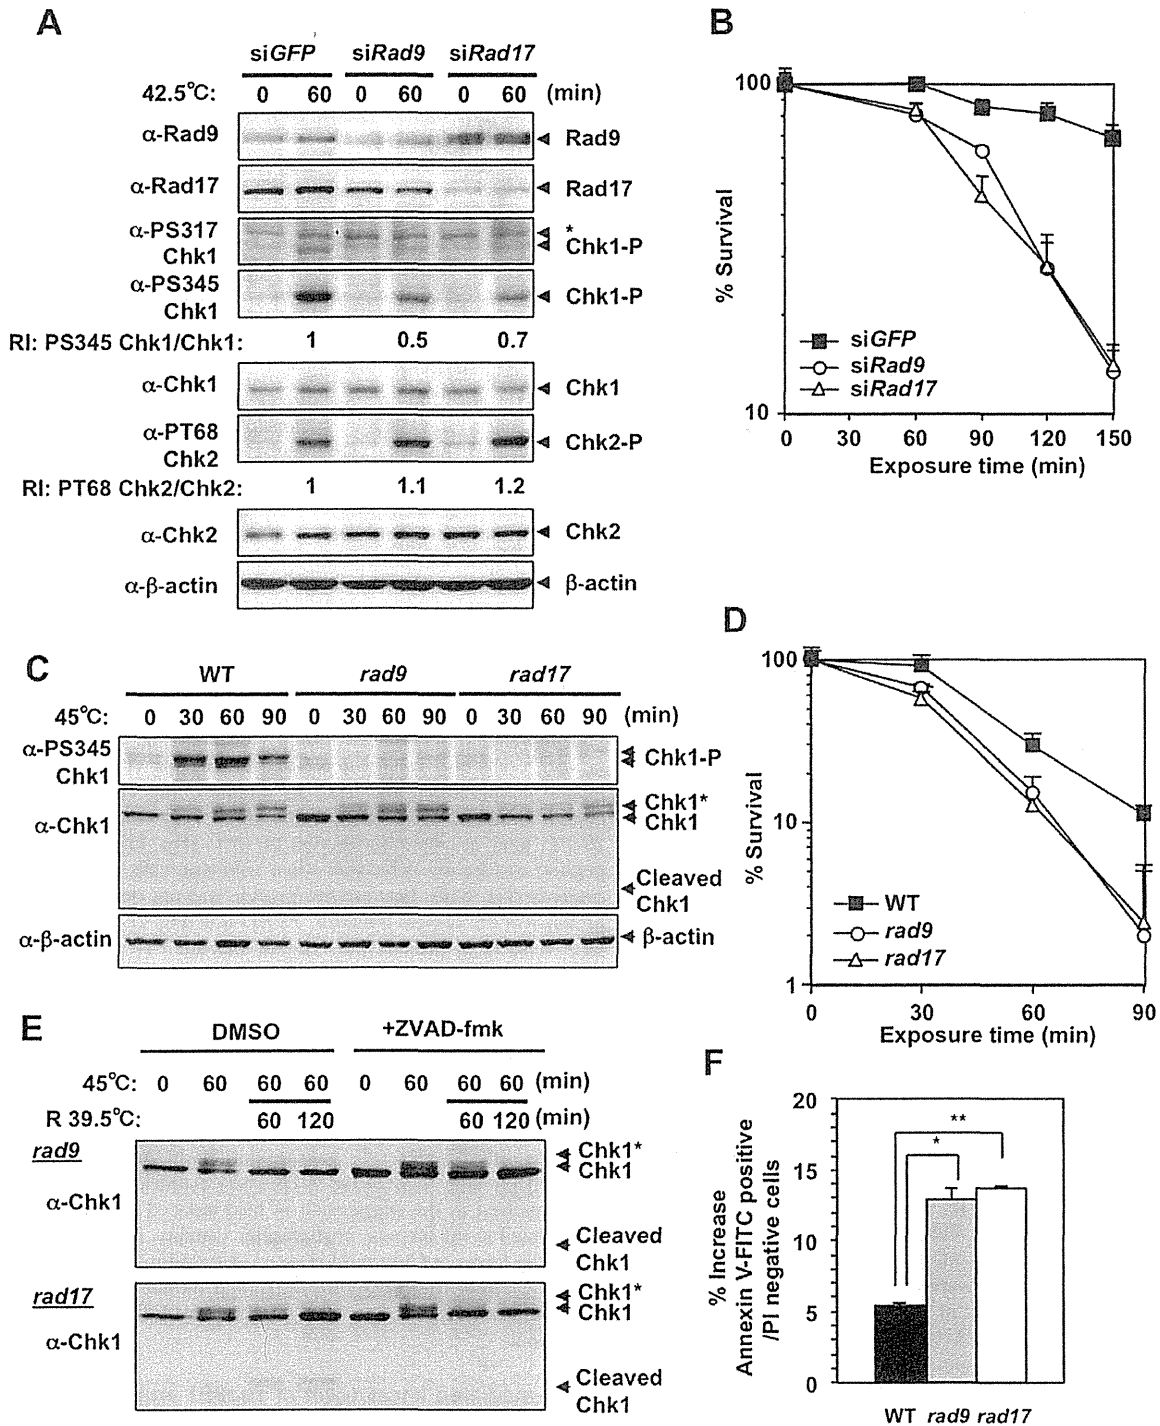 A
siGFP siRad9 siRad17
42.5°C: 0 60 0 60 0 60 (min)
α-Rad9 Rad9
α-Rad17 Rad17
α-PS317 *
Chk1 Chk1-P
α-PS345 Chk1-P
Chk1
RI: PS345 Chk1/Chk1: 1 0.5 0.7
α-Chk1 Chk1
α-PT68 Chk2-P
Chk2
RI: PT68 Chk2/Chk2: 1 1.1 1.2
α-Chk2 Chk2
α-β-actin β-actin
B
% Survival
100
10
siGFP
siRad9
siRad17
0 30 60 90 120 150
Exposure time (min)
C
WT rad9 rad17
45°C: 0 30 60 90 0 30 60 90 0 30 60 90 (min)
α-PS345 Chk1-P
Chk1
α-Chk1 Chk1*
Chk1
Cleaved
Chk1
α-β-actin β-actin
D
% Survival
100
10
1
WT
rad9
rad17
0 30 60 90
Exposure time (min)
E
DMSO +ZVAD-fmk
45°C: 0 60 60 60 0 60 60 60 (min)
R 39.5°C: 60 120 60 120 (min)
rad9 Chk1*
Chk1
α-Chk1
Cleaved
Chk1
rad17 Chk1*
Chk1
α-Chk1
Cleaved
Chk1
F
% Increase
Annexin V-FITC positive
/PI negative cells
20
15
10
5
0
**
*
WT rad9 rad17